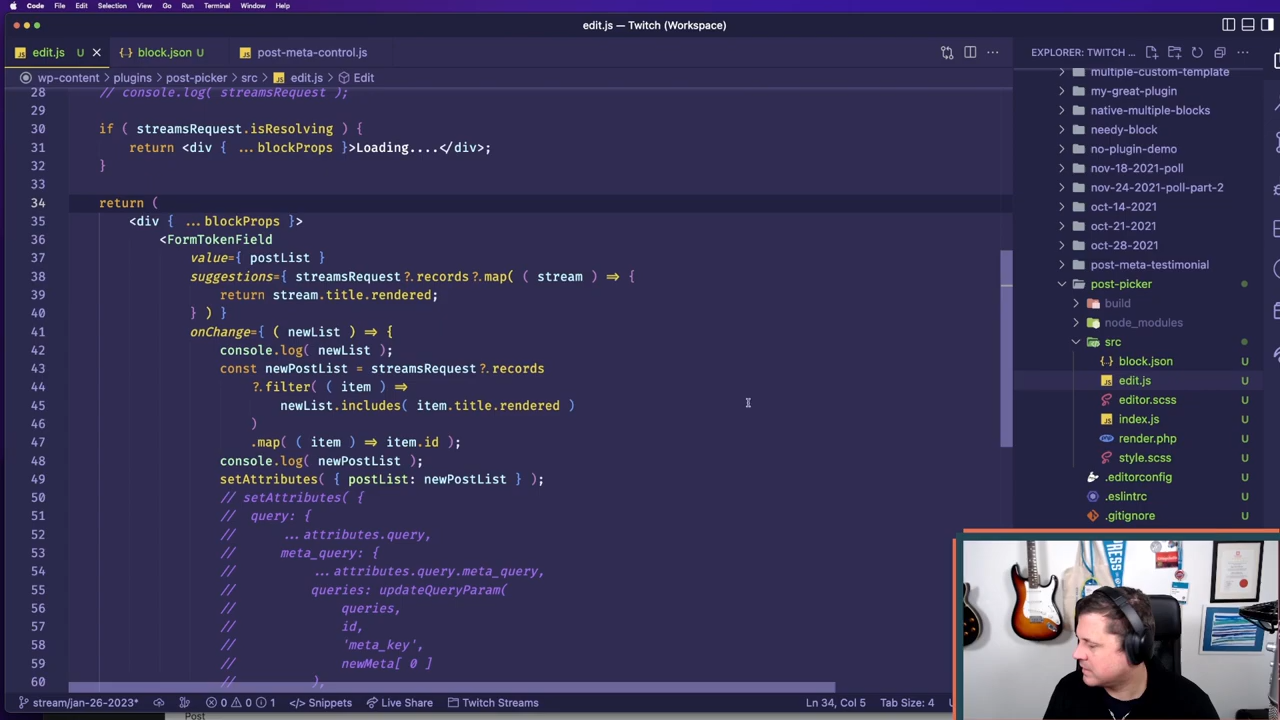 Code File Edit Selection View Go Run Terminal Window Help
edit.js — Twitch (Workspace)
edit.js U
block.json U
post-meta-control.js
EXPLORER: TWITCH ...
wp-content > plugins > post-picker > src > edit.js > Edit
28 // console.log( streamsRequest );
29
30 if ( streamsRequest.isResolving ) {
31 return <div { ...blockProps }>Loading....</div>;
32 }
33
34 return (
35 <div { ...blockProps }>
36 <FormTokenField
37 value={ postList }
38 suggestions={ streamsRequest?.records?.map( ( stream ) => {
39 return stream.title.rendered;
40 } ) }
41 onChange={ ( newList ) => {
42 console.log( newList );
43 const newPostList = streamsRequest?.records
44 ?.filter( ( item ) =>
45 newList.includes( item.title.rendered )
46 )
47 .map( ( item ) => item.id );
48 console.log( newPostList );
49 setAttributes( { postList: newPostList } );
50 // setAttributes( {
51 // query: {
52 // ...attributes.query,
53 // meta_query: {
54 // ...attributes.query.meta_query,
55 // queries: updateQueryParam(
56 // queries,
57 // id,
58 // 'meta_key',
59 // newMeta[ 0 ]
60 // ),
multiple-custom-template
my-great-plugin
native-multiple-blocks
needy-block
no-plugin-demo
nov-18-2021-poll
nov-24-2021-poll-part-2
oct-14-2021
oct-21-2021
oct-28-2021
post-meta-testimonial
post-picker
build
node_modules
src
block.json U
edit.js U
editor.scss U
index.js U
render.php U
style.scss U
.editorconfig U
.eslintrc U
.gitignore U
stream/jan-26-2023* 0 0 1 </> Snippets Live Share Twitch Streams Ln 34, Col 5 Tab Size: 4
Post